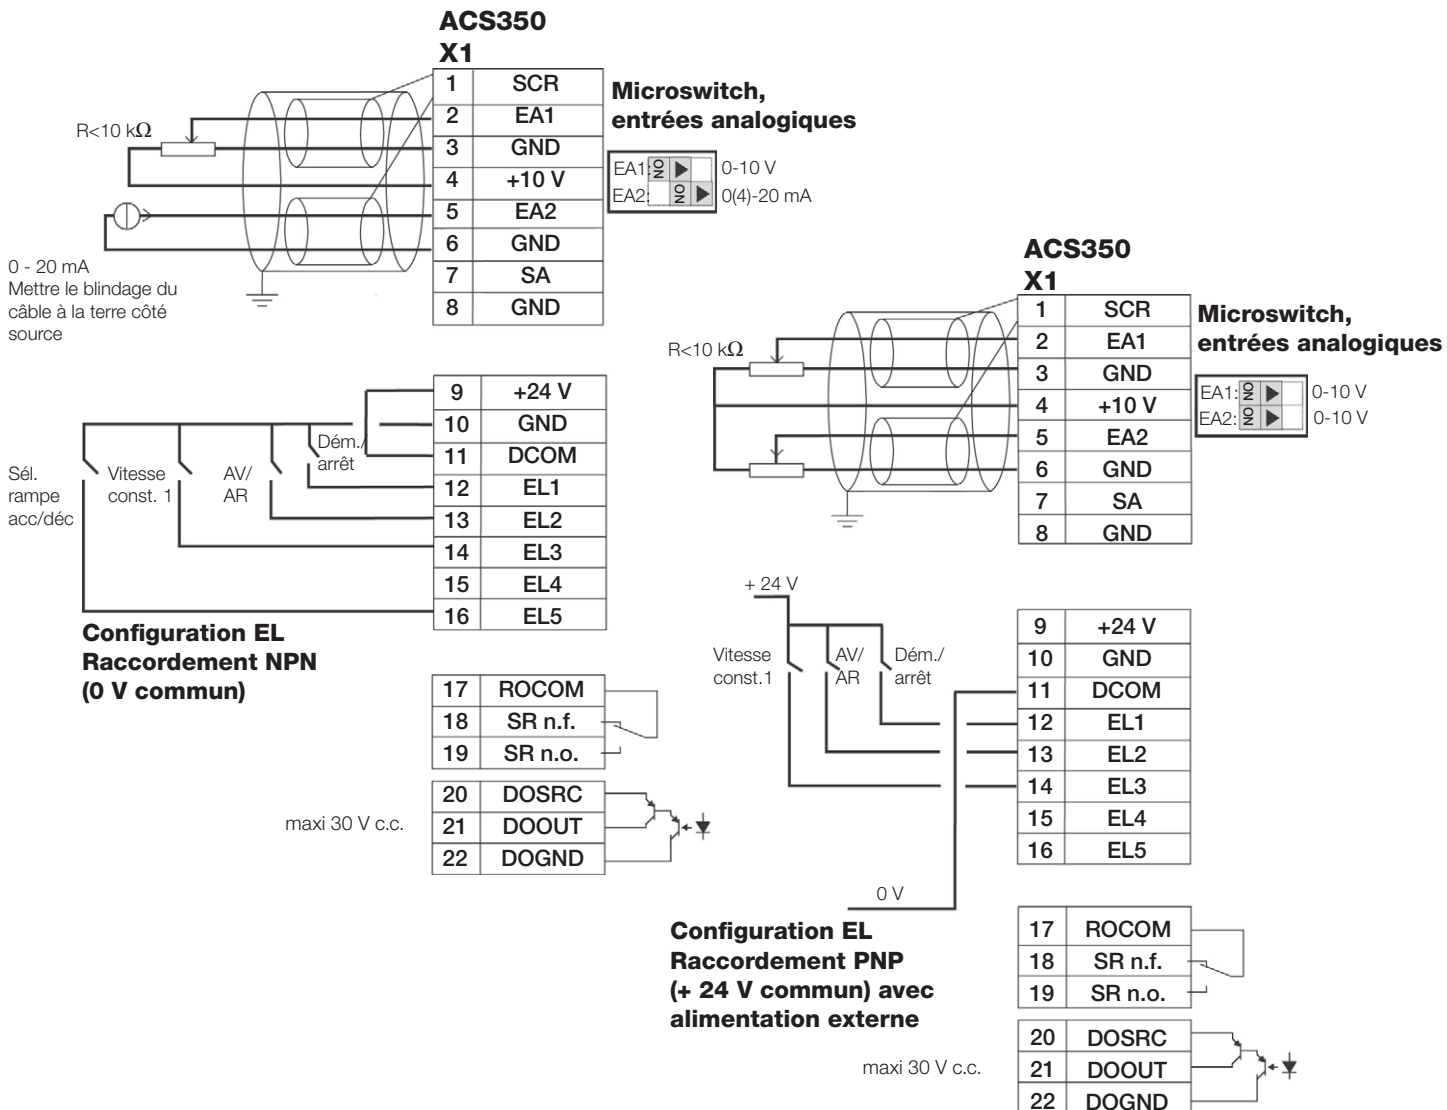 ACS350
X1
1 SCR
2 EA1
3 GND
4 +10 V
5 EA2
6 GND
7 SA
8 GND
R<10 kΩ
0 - 20 mA
Mettre le blindage du
câble à la terre côté
source
Microswitch,
entrées analogiques
EA1: ON 0-10 V
EA2: ON 0(4)-20 mA
9 +24 V
10 GND
11 DCOM
12 EL1
13 EL2
14 EL3
15 EL4
16 EL5
Sél.
rampe
acc/déc
Vitesse
const. 1
AV/
AR
Dém./
arrêt
Configuration EL
Raccordement NPN
(0 V commun)
17 ROCOM
18 SR n.f.
19 SR n.o.
20 DOSRC
21 DOOUT
22 DOGND
maxi 30 V c.c.
ACS350
X1
1 SCR
2 EA1
3 GND
4 +10 V
5 EA2
6 GND
7 SA
8 GND
R<10 kΩ
Microswitch,
entrées analogiques
EA1: ON 0-10 V
EA2: ON 0-10 V
+ 24 V
Vitesse
const.1
AV/
AR
Dém./
arrêt
9 +24 V
10 GND
11 DCOM
12 EL1
13 EL2
14 EL3
15 EL4
16 EL5
0 V
Configuration EL
Raccordement PNP
(+ 24 V commun) avec
alimentation externe
17 ROCOM
18 SR n.f.
19 SR n.o.
20 DOSRC
21 DOOUT
22 DOGND
maxi 30 V c.c.